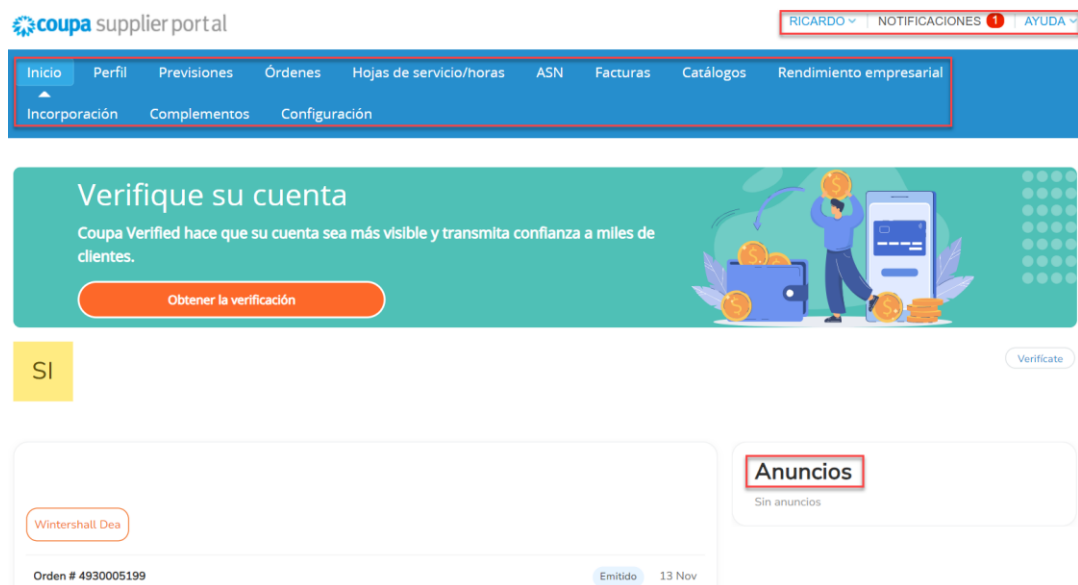 coupa supplier portal
RICARDO NOTIFICACIONES 1 AYUDA
Inicio Perfil Previsiones Órdenes Hojas de servicio/horas ASN Facturas Catálogos Rendimiento empresarial
Incorporación Complementos Configuración
Verifique su cuenta
Coupa Verified hace que su cuenta sea más visible y transmita confianza a miles de
clientes.
Obtener la verificación
SI
Verifícate
Anuncios
Sin anuncios
Wintershall Dea
Orden # 4930005199 Emitido 13 Nov